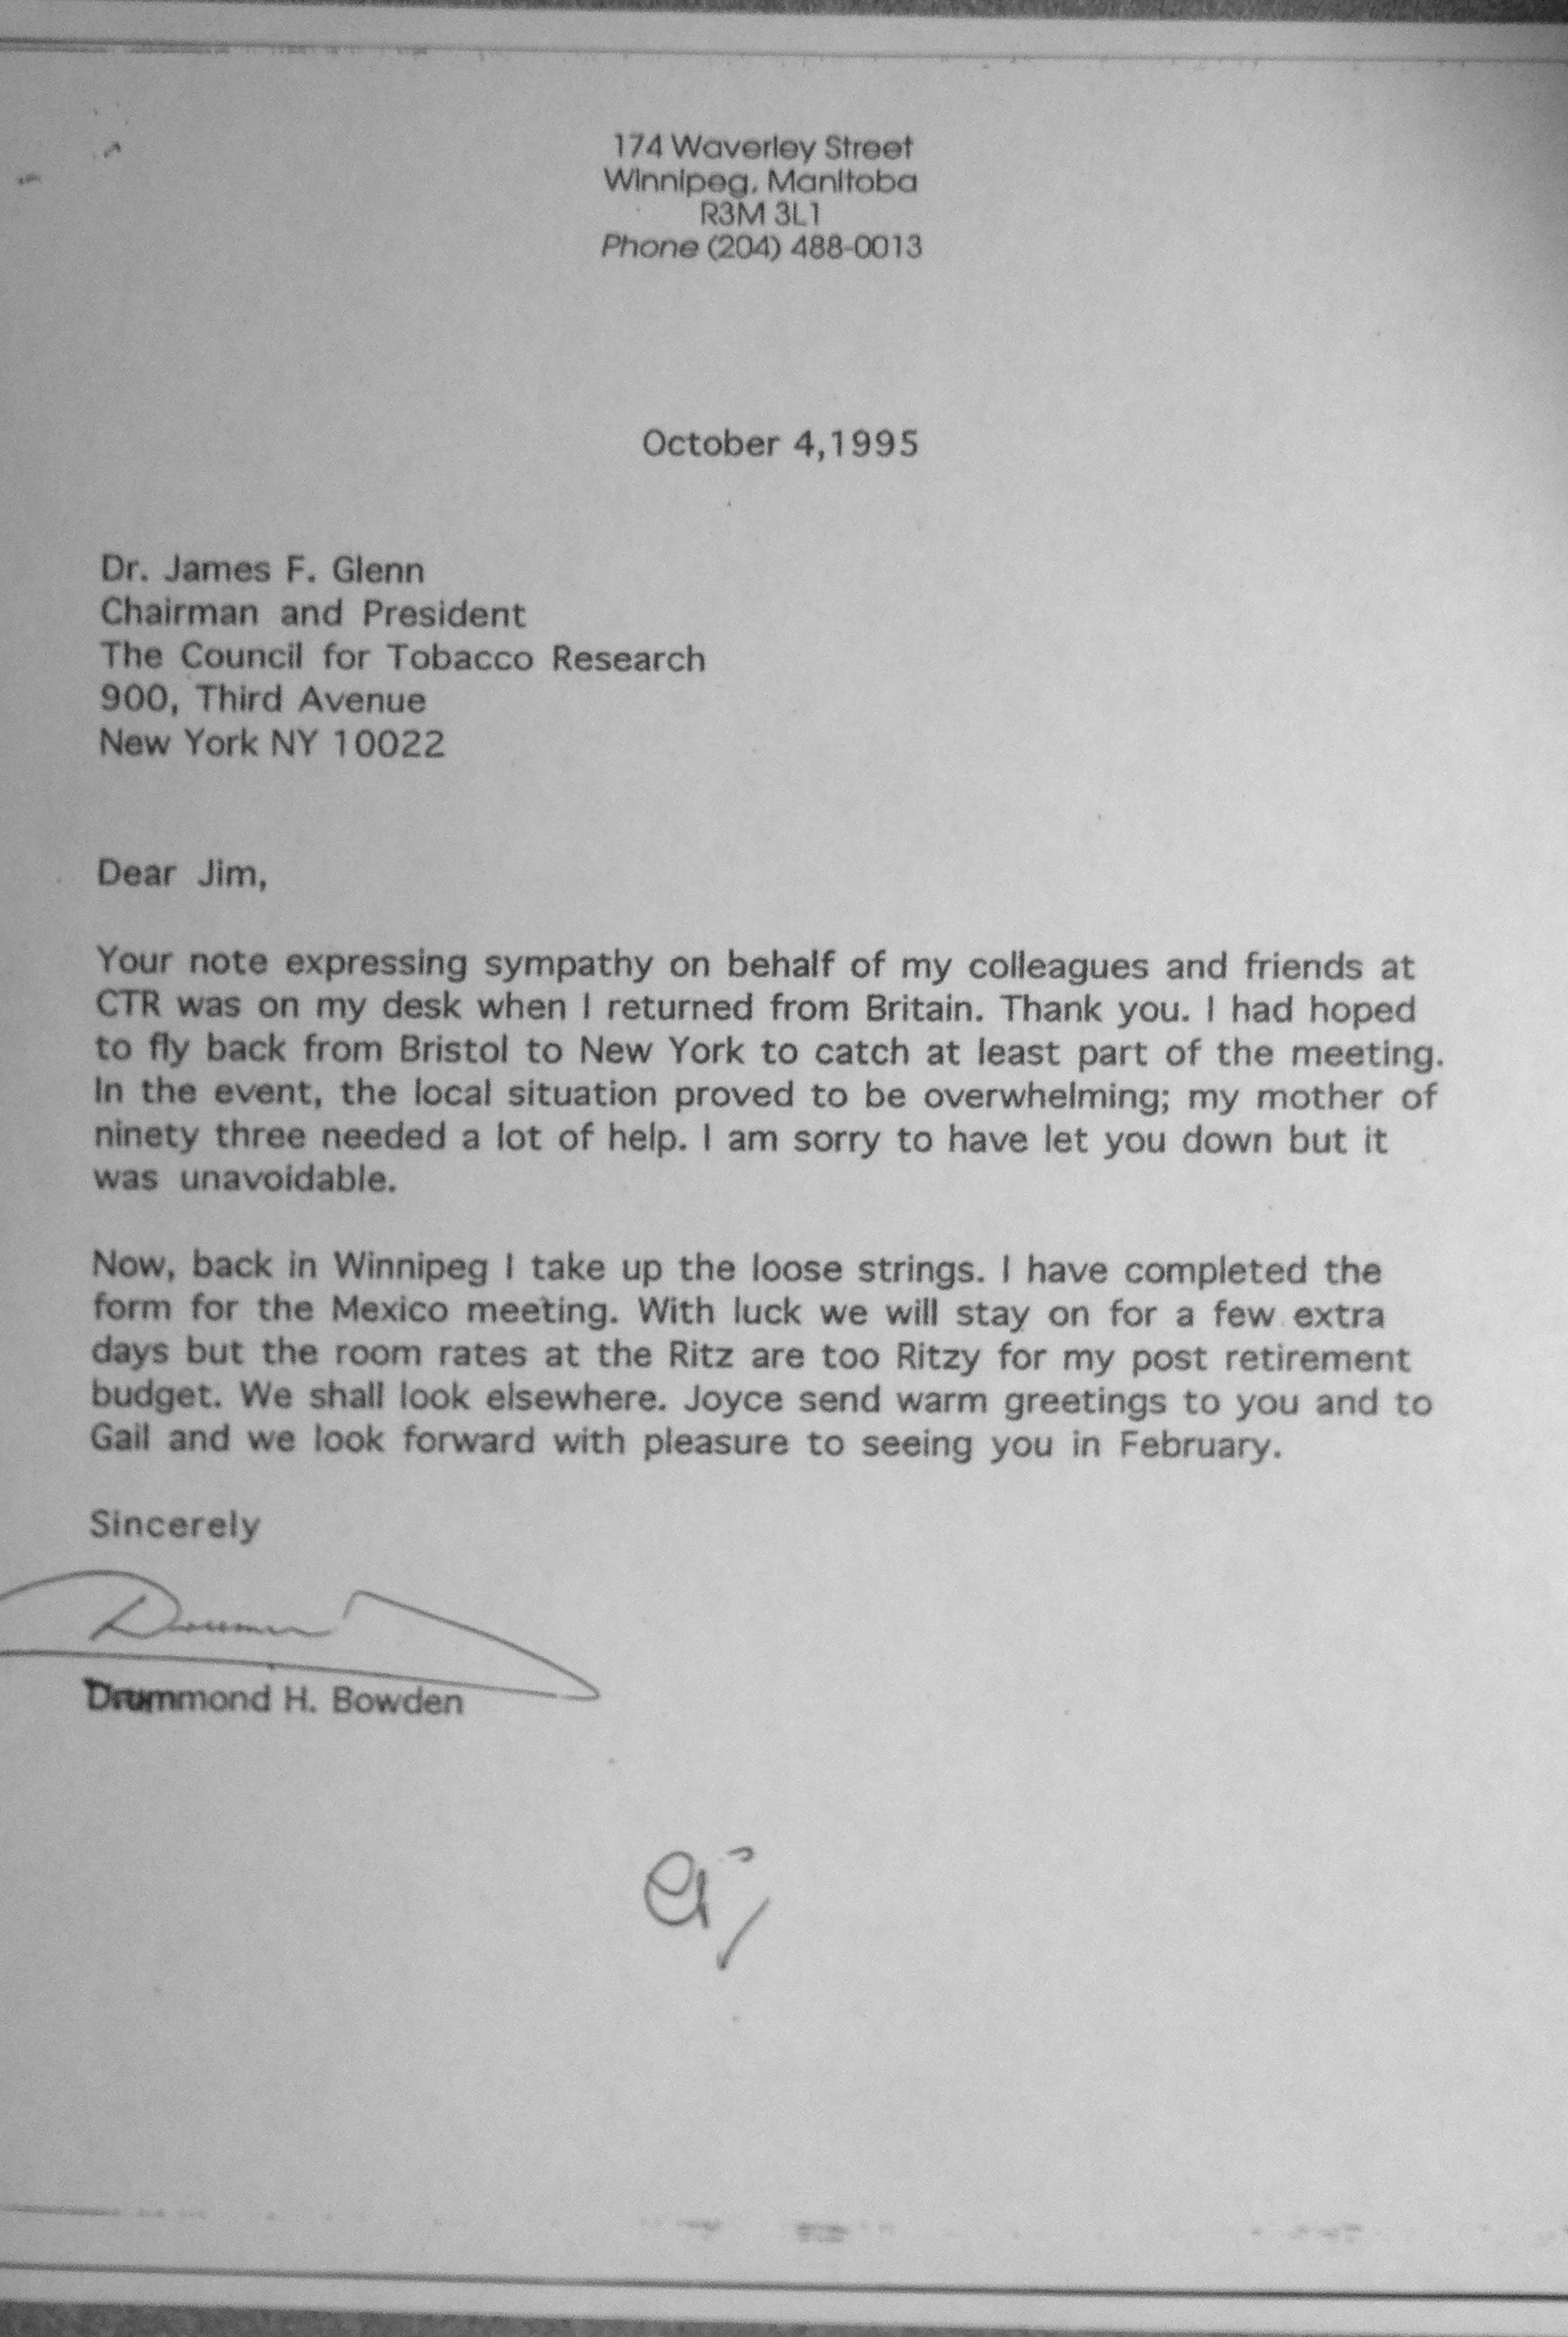 174 Waverley Street
Winnipeg, Manitoba
R3M 3L1
Phone (204) 488-0013
October 4,1995
Dr. James F. Glenn
Chairman and President
The Council for Tobacco Research
900, Third Avenue
New York NY 10022
Dear Jim,
Your note expressing sympathy on behalf of my colleagues and friends at
CTR was on my desk when I returned from Britain. Thank you. I had hoped
to fly back from Bristol to New York to catch at least part of the meeting.
In the event, the local situation proved to be overwhelming; my mother of
ninety three needed a lot of help. I am sorry to have let you down but it
was unavoidable.
Now, back in Winnipeg I take up the loose strings. I have completed the
form for the Mexico meeting. With luck we will stay on for a few extra
days but the room rates at the Ritz are too Ritzy for my post retirement
budget. We shall look elsewhere. Joyce send warm greetings to you and to
Gail and we look forward with pleasure to seeing you in February.
Sincerely
Drummond H. Bowden